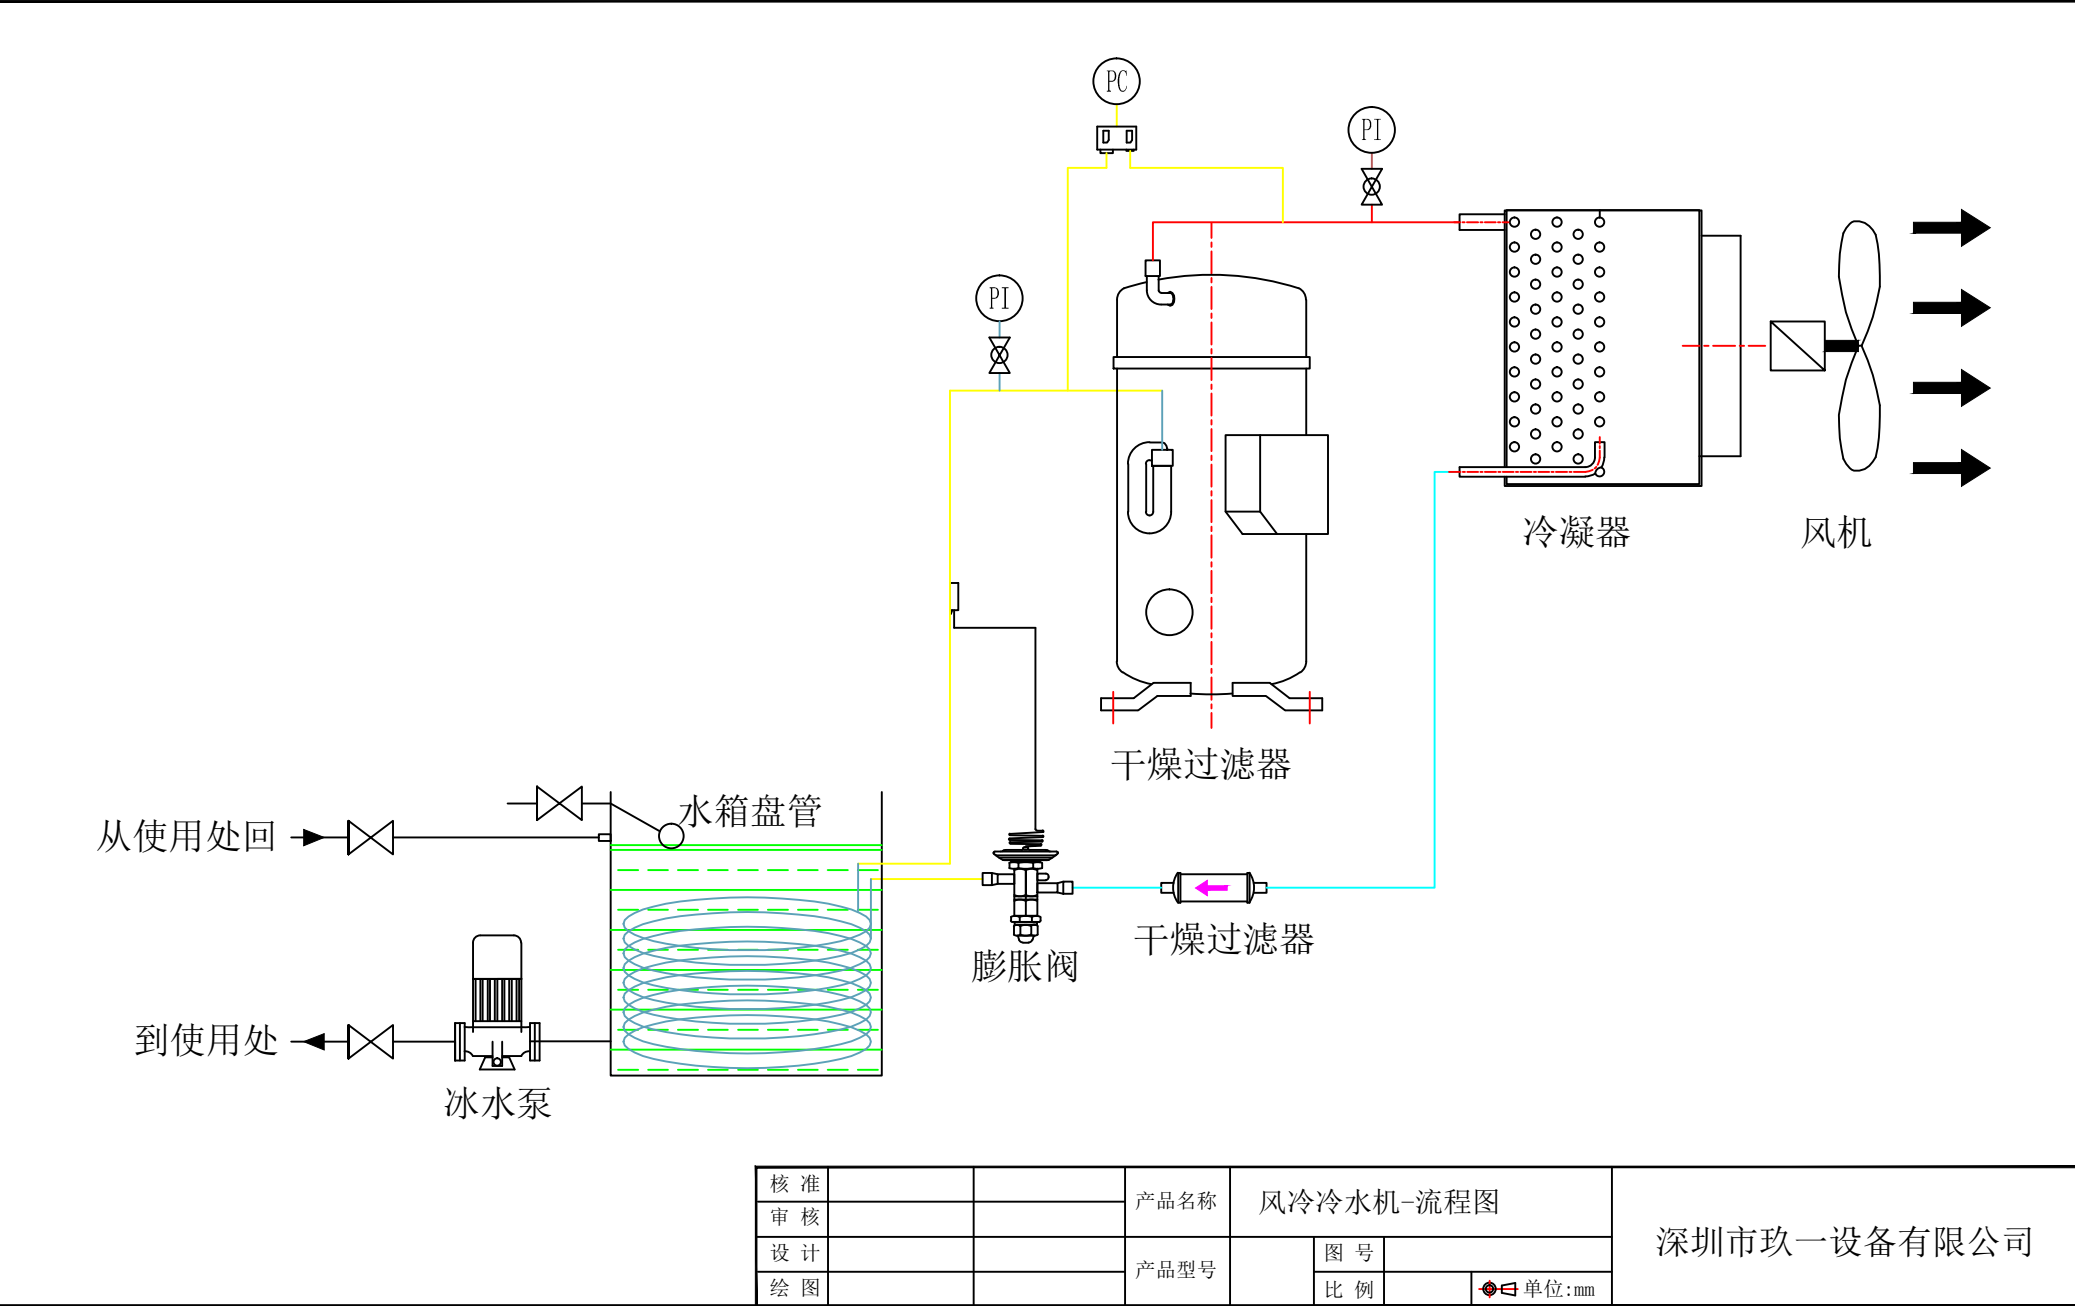 PC
PI
PI
冷凝器
风机
干燥过滤器
水箱盘管
从使用处回
干燥过滤器
膨胀阀
到使用处
冰水泵
核 准
审 核
设 计
绘 图
产品名称
风冷冷水机-流程图
产品型号
图 号
比 例
单位:mm
深圳市玖一设备有限公司